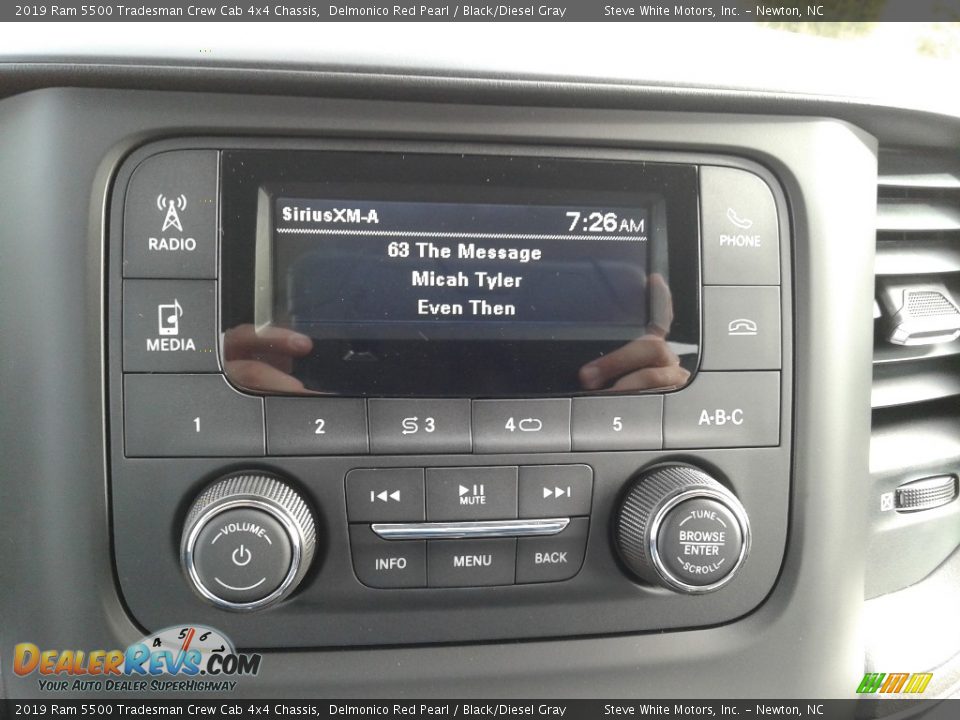 2019 Ram 5500 Tradesman Crew Cab 4x4 Chassis, Delmonico Red Pearl / Black/Diesel Gray Steve White Motors, Inc. – Newton, NC
RADIO
SiriusXM-A 7:26AM
PHONE
63 The Message
Micah Tyler
Even Then
MEDIA
1 2 3 4 5 A·B·C
MUTE
VOLUME
TUNE
BROWSE
ENTER
SCROLL
INFO MENU BACK
4 5 6
DealerRevs.com
Your Auto Dealer SuperHighway
2019 Ram 5500 Tradesman Crew Cab 4x4 Chassis, Delmonico Red Pearl / Black/Diesel Gray Steve White Motors, Inc. – Newton, NC